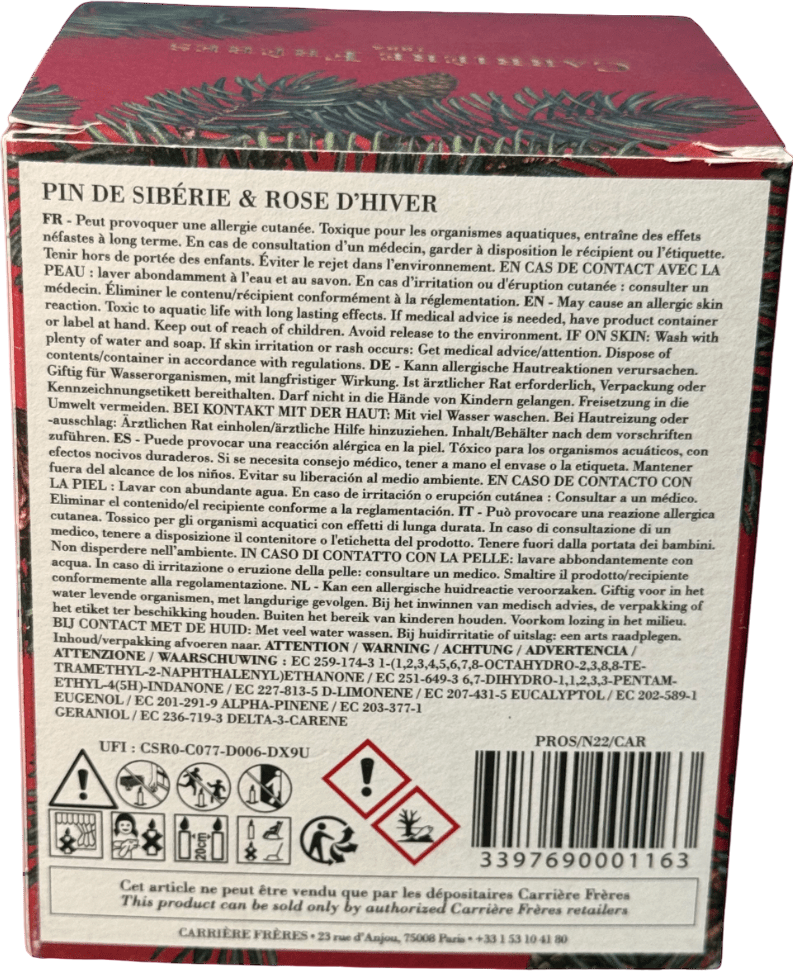 CARRIÈRE FRÈRES
1884
PIN DE SIBÉRIE & ROSE D'HIVER
FR - Peut provoquer une allergie cutanée. Toxique pour les organismes aquatiques, entraîne des effets
néfastes à long terme. En cas de consultation d'un médecin, garder à disposition le récipient ou l'étiquette.
Tenir hors de portée des enfants. Éviter le rejet dans l'environnement. EN CAS DE CONTACT AVEC LA
PEAU : laver abondamment à l'eau et au savon. En cas d'irritation ou d'éruption cutanée : consulter un
médecin. Éliminer le contenu/récipient conformément à la réglementation. EN - May cause an allergic skin
reaction. Toxic to aquatic life with long lasting effects. If medical advice is needed, have product container
or label at hand. Keep out of reach of children. Avoid release to the environment. IF ON SKIN: Wash with
plenty of water and soap. If skin irritation or rash occurs: Get medical advice/attention. Dispose of
contents/container in accordance with regulations. DE - Kann allergische Hautreaktionen verursachen.
Giftig für Wasserorganismen, mit langfristiger Wirkung. Ist ärztlicher Rat erforderlich, Verpackung oder
Kennzeichnungsetikett bereithalten. Darf nicht in die Hände von Kindern gelangen. Freisetzung in die
Umwelt vermeiden. BEI KONTAKT MIT DER HAUT: Mit viel Wasser waschen. Bei Hautreizung oder
-ausschlag: Ärztlichen Rat einholen/ärztliche Hilfe hinzuziehen. Inhalt/Behälter nach dem vorschriften
zuführen. ES - Puede provocar una reacción alérgica en la piel. Tóxico para los organismos acuáticos, con
efectos nocivos duraderos. Si se necesita consejo médico, tener a mano el envase o la etiqueta. Mantener
fuera del alcance de los niños. Evitar su liberación al medio ambiente. EN CASO DE CONTACTO CON
LA PIEL : Lavar con abundante agua. En caso de irritación o erupción cutánea : Consultar a un médico.
Eliminar el contenido/el recipiente conforme a la reglamentación. IT - Può provocare una reazione allergica
cutanea. Tossico per gli organismi acquatici con effetti di lunga durata. In caso di consultazione di un
medico, tenere a disposizione il contenitore o l'etichetta del prodotto. Tenere fuori dalla portata dei bambini.
Non disperdere nell'ambiente. IN CASO DI CONTATTO CON LA PELLE: lavare abbondantemente con
acqua. In caso di irritazione o eruzione della pelle: consultare un medico. Smaltire il prodotto/recipiente
conformemente alla regolamentazione. NL - Kan een allergische huidreactie veroorzaken. Giftig voor in het
water levende organismen, met langdurige gevolgen. Bij het inwinnen van medisch advies, de verpakking of
het etiket ter beschikking houden. Buiten het bereik van kinderen houden. Voorkom lozing in het milieu.
BIJ CONTACT MET DE HUID: Met veel water wassen. Bij huidirritatie of uitslag: een arts raadplegen.
Inhoud/verpakking afvoeren naar. ATTENTION / WARNING / ACHTUNG / ADVERTENCIA /
ATTENZIONE / WAARSCHUWING : EC 259-174-3 1-(1,2,3,4,5,6,7,8-OCTAHYDRO-2,3,8,8-TE-
TRAMETHYL-2-NAPHTHALENYL)ETHANONE / EC 251-649-3 6,7-DIHYDRO-1,1,2,3,3-PENTAM-
ETHYL-4(5H)-INDANONE / EC 227-813-5 D-LIMONENE / EC 207-431-5 EUCALYPTOL / EC 202-589-1
EUGENOL / EC 201-291-9 ALPHA-PINENE / EC 203-377-1
GERANIOL / EC 236-719-3 DELTA-3-CARENE
UFI : CSR0-C077-D006-DX9U
PROS/N22/CAR
20cm
3397690001163
Cet article ne peut être vendu que par les dépositaires Carrière Frères
This product can be sold only by authorized Carrière Frères retailers
CARRIÈRE FRÈRES • 23 rue d'Anjou, 75008 Paris • +33 1 53 10 41 80